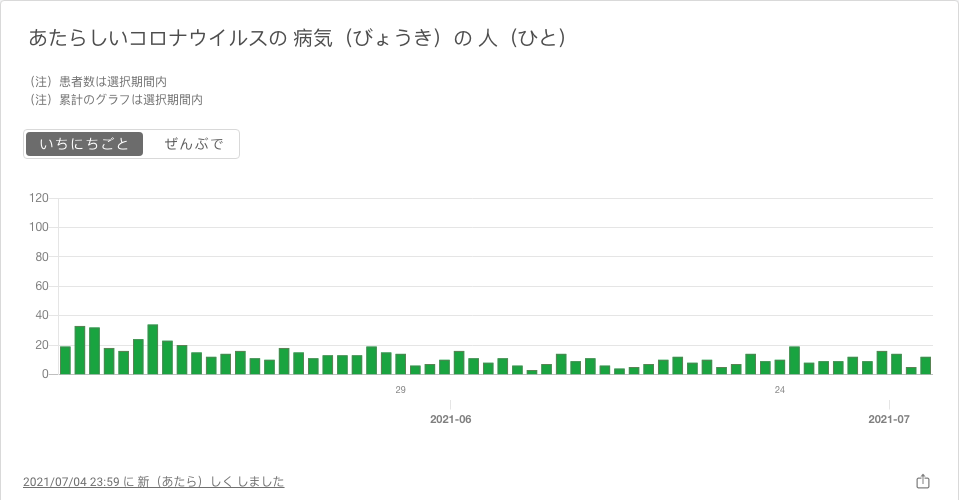 あたらしいコロナウイルスの 病気（びょうき）の 人（ひと）
（注）患者数は選択期間内
（注）累計のグラフは選択期間内
いちにちごと ぜんぶで
120
100
80
60
40
20
0
29 24
2021-06 2021-07
2021/07/04 23:59 に 新（あたら）しく しました